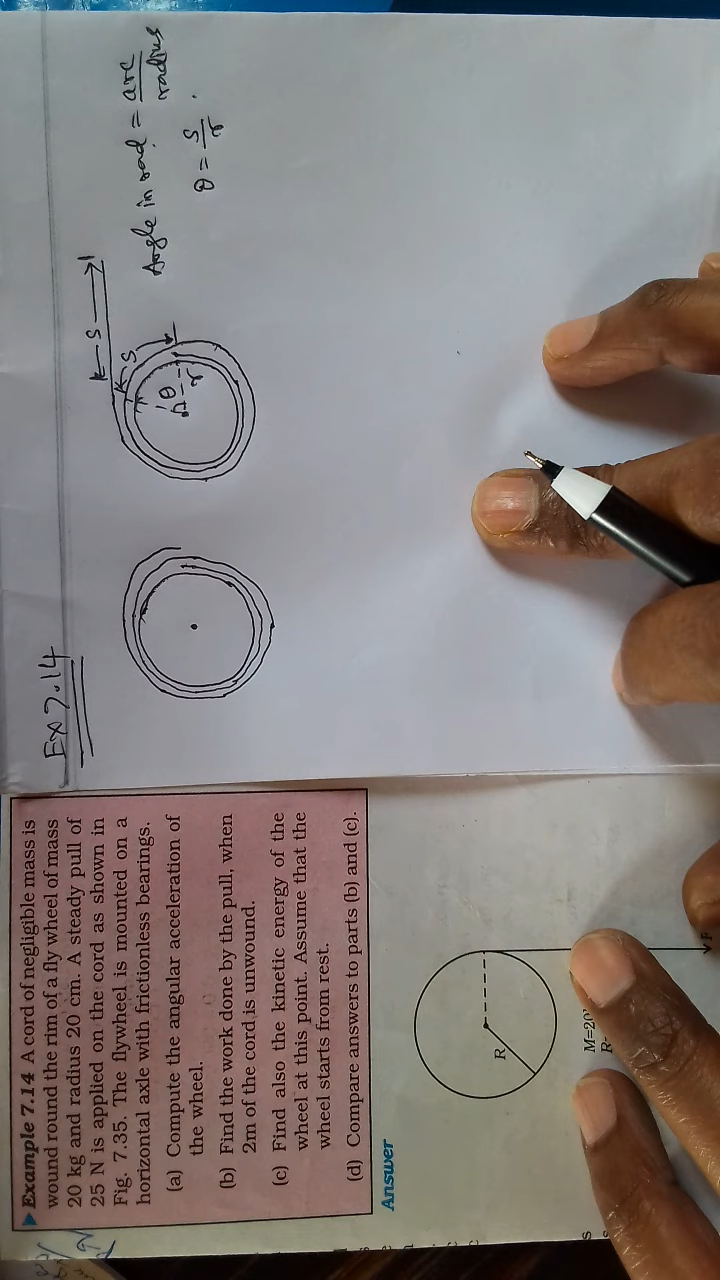 Ex 7.14
K- S →
K- S
θ
r
Angle in rad = arc
radius
θ = s
r
▶ Example 7.14 A cord of negligible mass is
wound round the rim of a fly wheel of mass
20 kg and radius 20 cm. A steady pull of
25 N is applied on the cord as shown in
Fig. 7.35. The flywheel is mounted on a
horizontal axle with frictionless bearings.
(a) Compute the angular acceleration of
the wheel.
(b) Find the work done by the pull, when
2m of the cord is unwound.
(c) Find also the kinetic energy of the
wheel at this point. Assume that the
wheel starts from rest.
(d) Compare answers to parts (b) and (c).
Answer
R
M=20
R
F